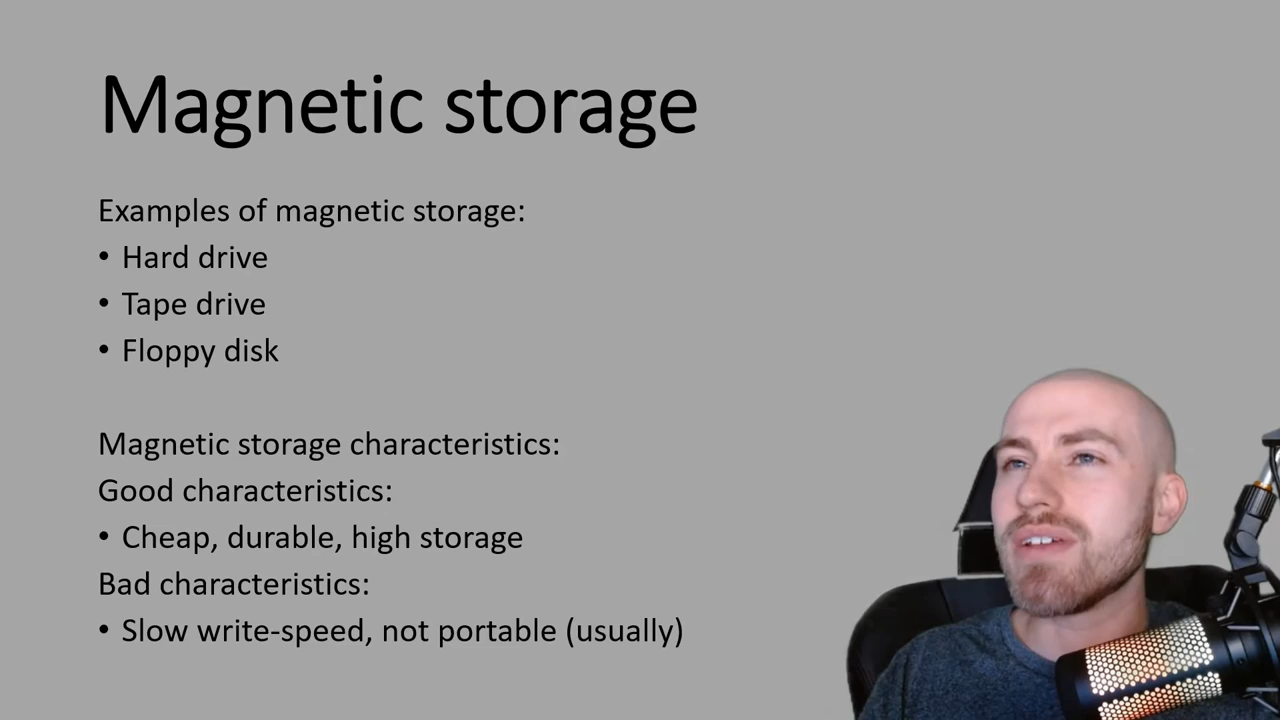 Magnetic storage
Examples of magnetic storage:
• Hard drive
• Tape drive
• Floppy disk
Magnetic storage characteristics:
Good characteristics:
• Cheap, durable, high storage
Bad characteristics:
• Slow write-speed, not portable (usually)